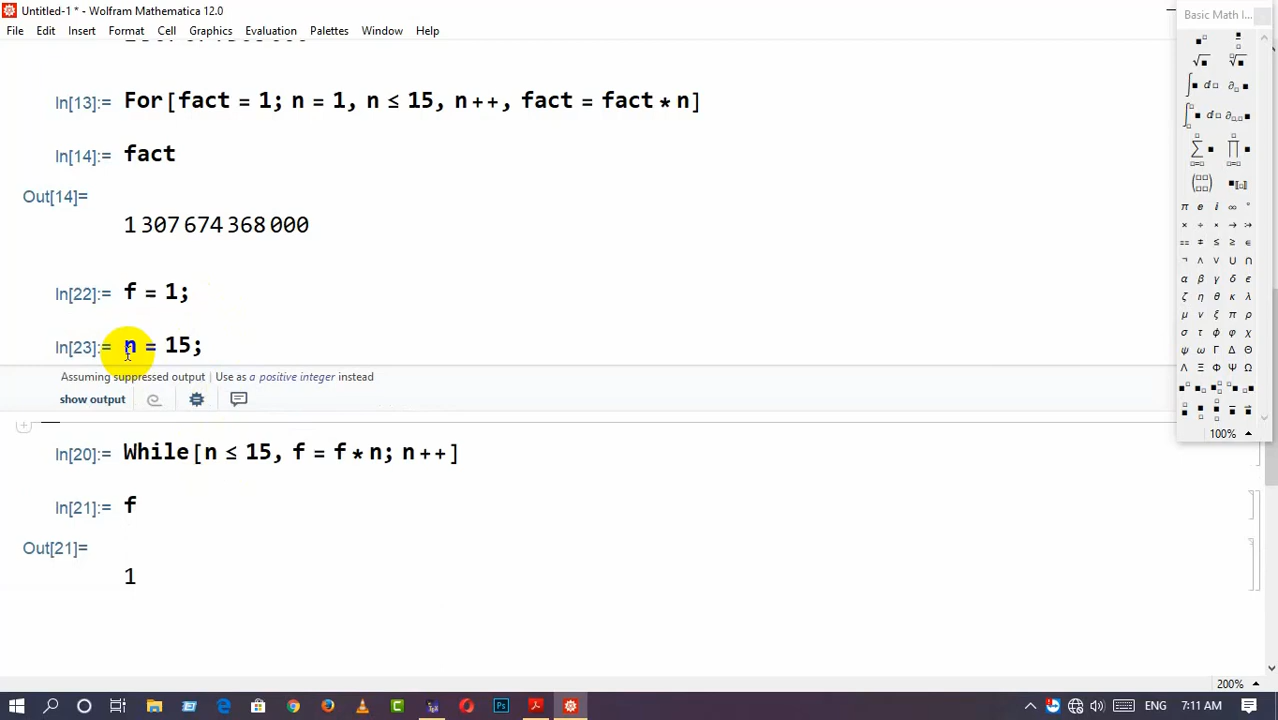 Untitled-1 * - Wolfram Mathematica 12.0
Basic Math I...
File Edit Insert Format Cell Graphics Evaluation Palettes Window Help
In[13]:= For[fact = 1; n = 1, n ≤ 15, n++, fact = fact * n]
In[14]:= fact
Out[14]=
1 307 674 368 000
In[22]:= f = 1;
In[23]:= n = 15;
Assuming suppressed output | Use as a positive integer instead
show output
In[20]:= While[n ≤ 15, f = f * n; n++]
In[21]:= f
Out[21]=
1
π e i ∞ °
× ÷ × → ↣
== ≠ ≤ ≥ ∈
¬ ∧ ∨ ∪ ∩
α β γ δ ε
ζ η θ κ λ
μ ν ξ π ρ
σ τ φ φ χ
ψ ω Γ Δ Θ
Λ Ξ Φ Ψ Ω
100%
200%
ENG 7:11 AM